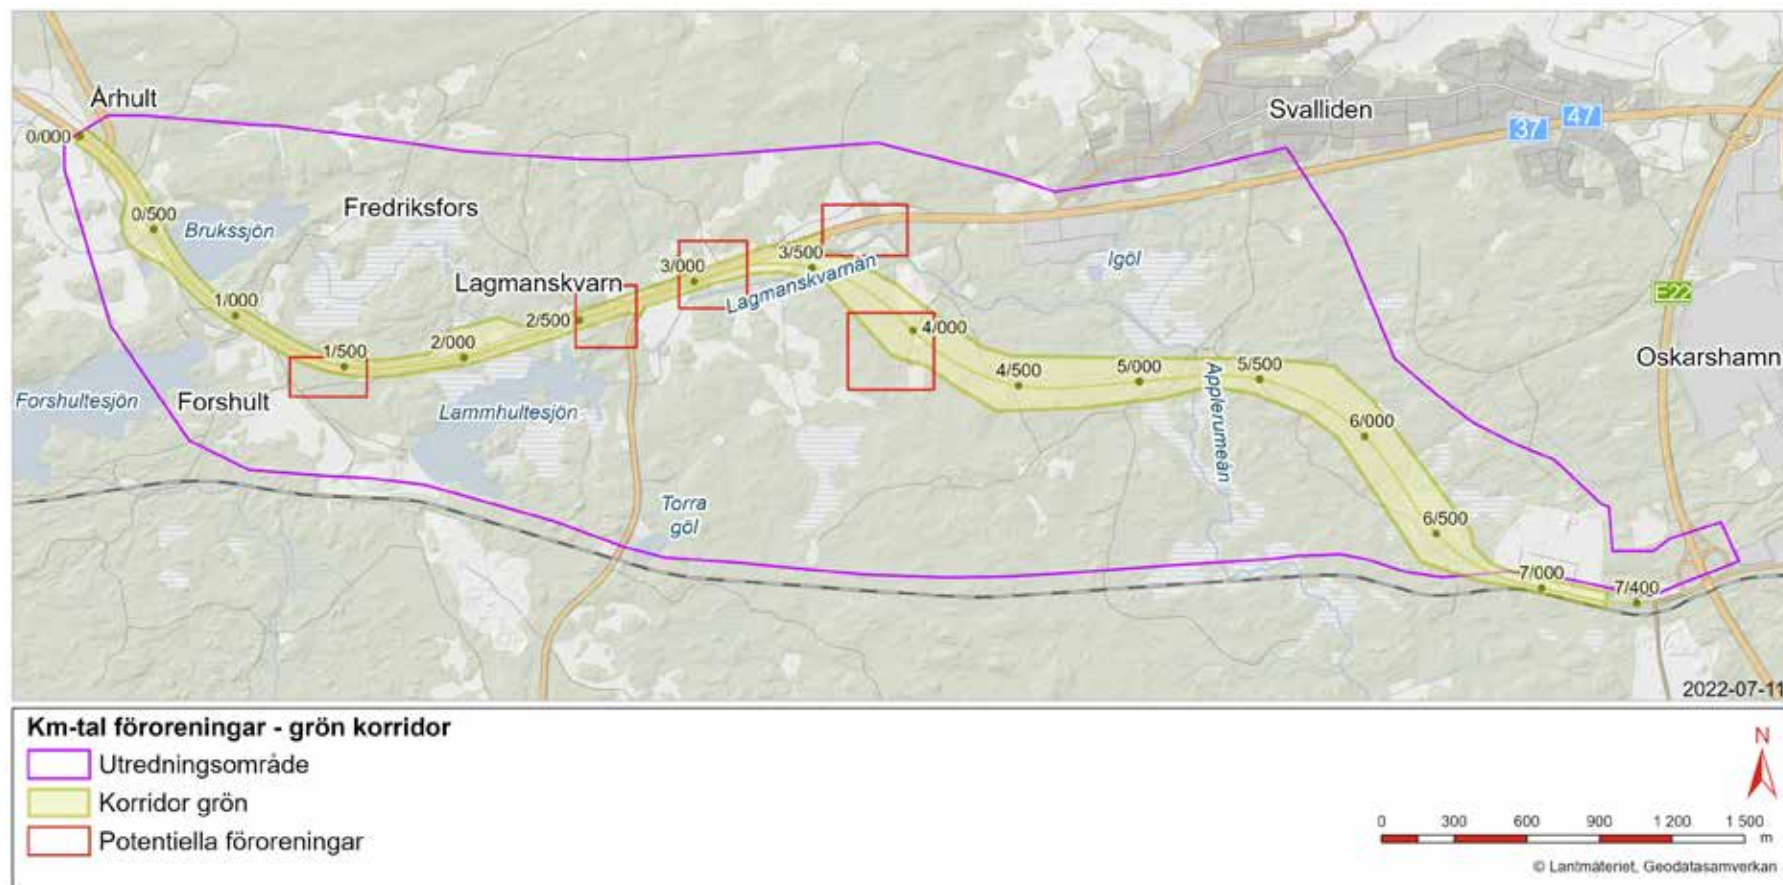 Århult
0/000
Svalliden
37
47
0/500
Brukssjön
Fredriksfors
Lagmanskvarn
3/000
3/500
Lagmanskvarnån
Igöl
E22
1/000
2/500
4/000
1/500
2/000
4/500
5/000
5/500
Applerumeån
Oskarshamn
Forshultesjön
Forshult
Lammhultesjön
6/000
Torra
göl
6/500
7/000
7/400
2022-07-11
Km-tal föroreningar - grön korridor
Utredningsområde
Korridor grön
Potentiella föroreningar
N
0 300 600 900 1 200 1 500
m
© Lantmäteriet, Geodatasamverkan